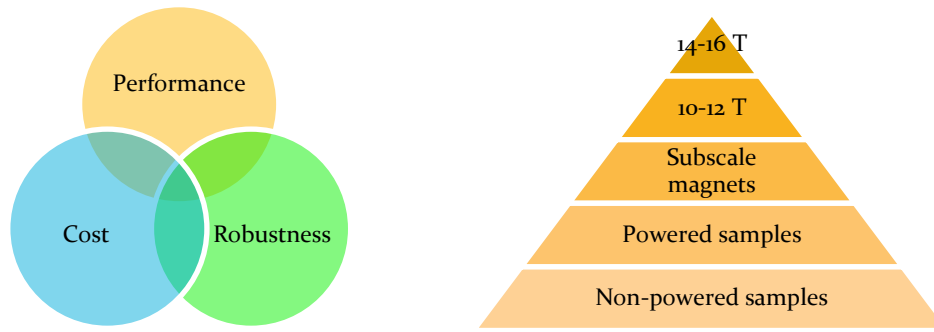 Performance
Cost
Robustness
14-16 T
10-12 T
Subscale
magnets
Powered samples
Non-powered samples